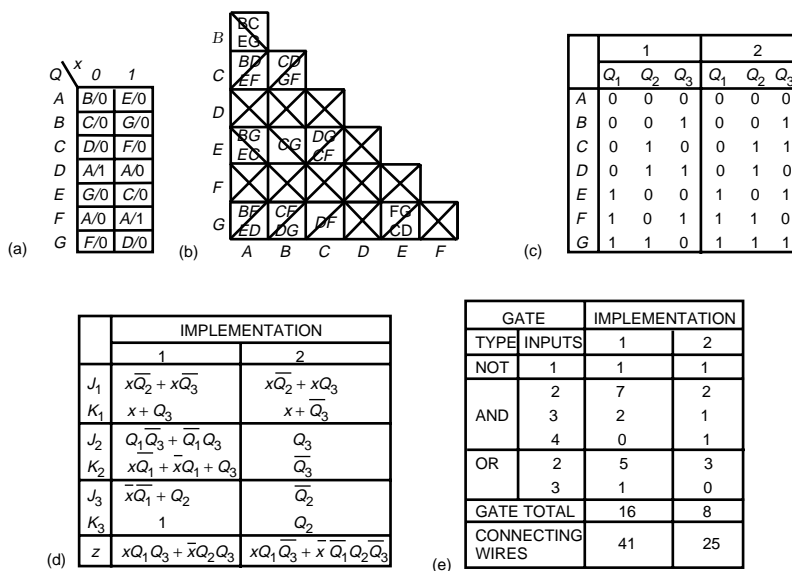 Q x 0 1
A B/0 E/0
B C/0 G/0
C D/0 F/0
D A/1 A/0
E G/0 C/0
F A/0 A/1
G F/0 D/0
(a)
B BC EG
C BD EF CD GF
D
E BG EC CG DG CF
F
G BF ED CF DG DF FG CD
A B C D E F
(b)
1 2
Q1 Q2 Q3 Q1 Q2 Q3
A 0 0 0 0 0 0
B 0 0 1 0 0 1
C 0 1 0 0 1 1
D 0 1 1 0 1 0
E 1 0 0 1 0 1
F 1 0 1 1 1 0
G 1 1 0 1 1 1
(c)
IMPLEMENTATION
1 2
J₁ xQ̅₂ + xQ̅₃ xQ̅₂ + xQ₃
K₁ x + Q₃ x + Q̅₃
J₂ Q₁Q̅₃ + Q̅₁Q₃ Q₃
K₂ xQ̅₁ + x̅Q₁ + Q₃ Q̅₃
J₃ x̅Q̅₁ + Q₂ Q̅₂
K₃ 1 Q₂
z xQ₁Q₃ + x̅Q₂Q₃ xQ₁Q̅₃ + x̅ Q̅₁Q₂Q̅₃
(d)
GATE IMPLEMENTATION
TYPE INPUTS 1 2
NOT 1 1 1
2 7 2
AND 3 2 1
4 0 1
OR 2 5 3
3 1 0
GATE TOTAL 16 8
CONNECTING WIRES 41 25
(e)